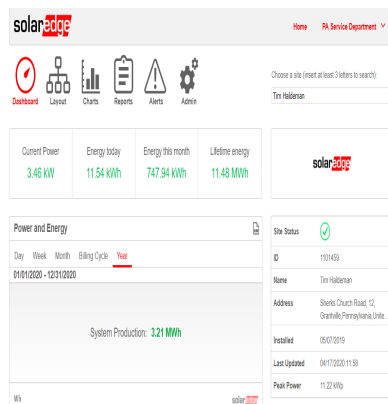 solaredge
Home PA Service Department
Dashboard Layout Charts Reports Alerts Admin
Choose a site (insert at least 3 letters to search):
Tim Haldeman
Current Power Energy today Energy this month Lifetime energy
3.46 kW 11.54 kWh 747.94 kWh 11.48 MWh
solaredge
Power and Energy
Day Week Month Billing Cycle Year
01/01/2020 - 12/31/2020
System Production: 3.21 MWh
Wh
solaredge
Site Status
ID 1101459
Name Tim Haldeman
Address Sherks Church Road, 12,
Grantville,Pennsylvania,Unite...
Installed 05/07/2019
Last Updated 04/17/2020 11:58
Peak Power 11.22 kWp